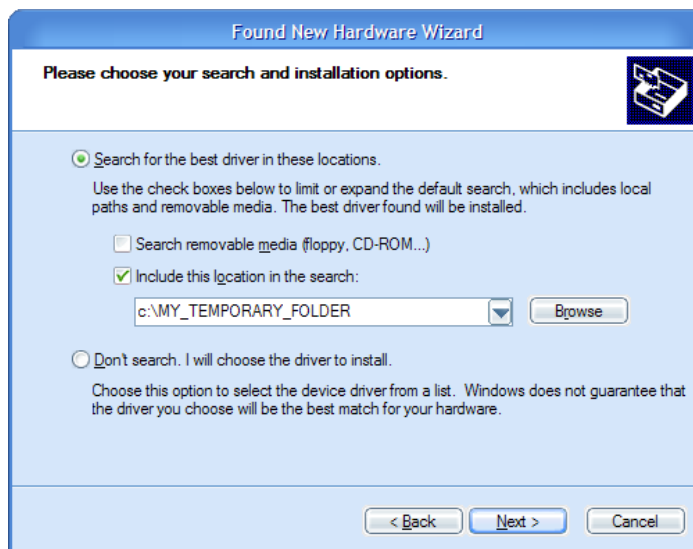 Found New Hardware Wizard
Please choose your search and installation options.
Search for the best driver in these locations.
Use the check boxes below to limit or expand the default search, which includes local
paths and removable media. The best driver found will be installed.
Search removable media (floppy, CD-ROM...)
Include this location in the search:
c:\MY_TEMPORARY_FOLDER
Browse
Don't search. I will choose the driver to install.
Choose this option to select the device driver from a list.  Windows does not guarantee that
the driver you choose will be the best match for your hardware.
< Back
Next >
Cancel